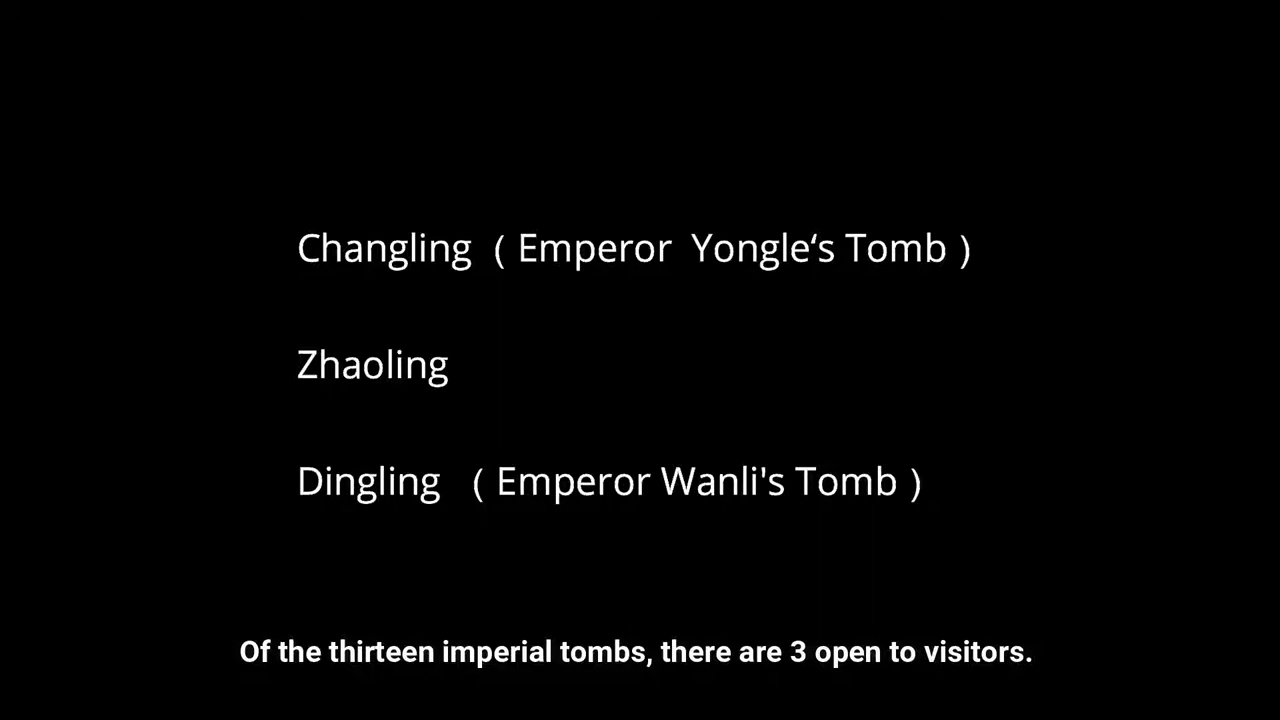 Changling ( Emperor Yongle‘s Tomb )
Zhaoling
Dingling ( Emperor Wanli's Tomb )
Of the thirteen imperial tombs, there are 3 open to visitors.